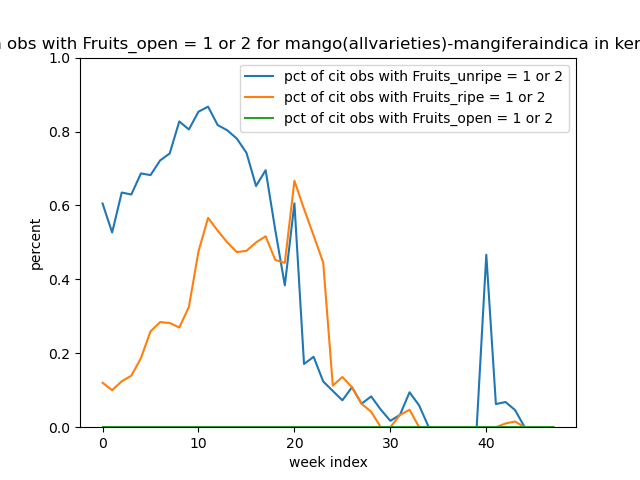 obs with Fruits_open = 1 or 2 for mango(allvarieties)-mangiferaindica in
pct of cit obs with Fruits_unripe = 1 or 2
pct of cit obs with Fruits_ripe = 1 or 2
pct of cit obs with Fruits_open = 1 or 2
1.0
0.8
0.6
0.4
0.2
0.0
percent
0 10 20 30 40
week index